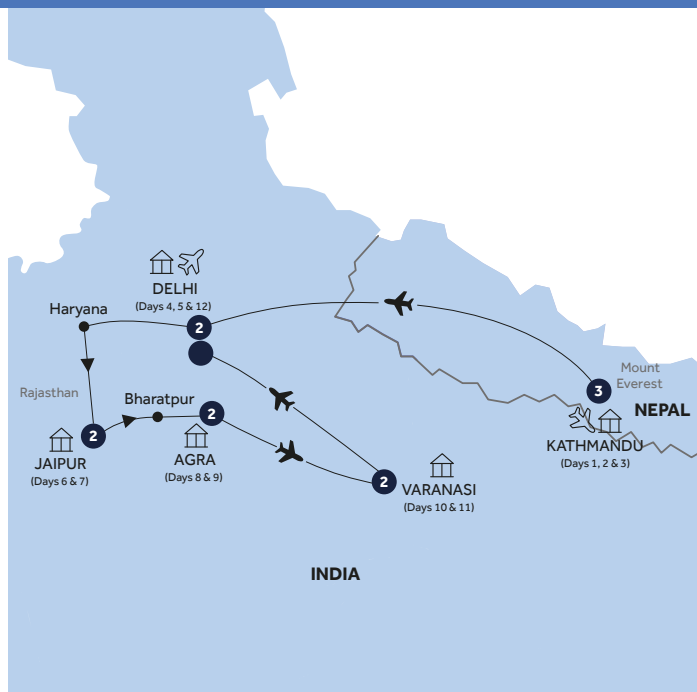 DELHI
(Days 4, 5 & 12)
Haryana
2
Mount
Everest
3
NEPAL
Rajasthan
Bharatpur
2
2
KATHMANDU
(Days 1, 2 & 3)
JAIPUR
(Days 6 & 7)
AGRA
(Days 8 & 9)
2
VARANASI
(Days 10 & 11)
INDIA